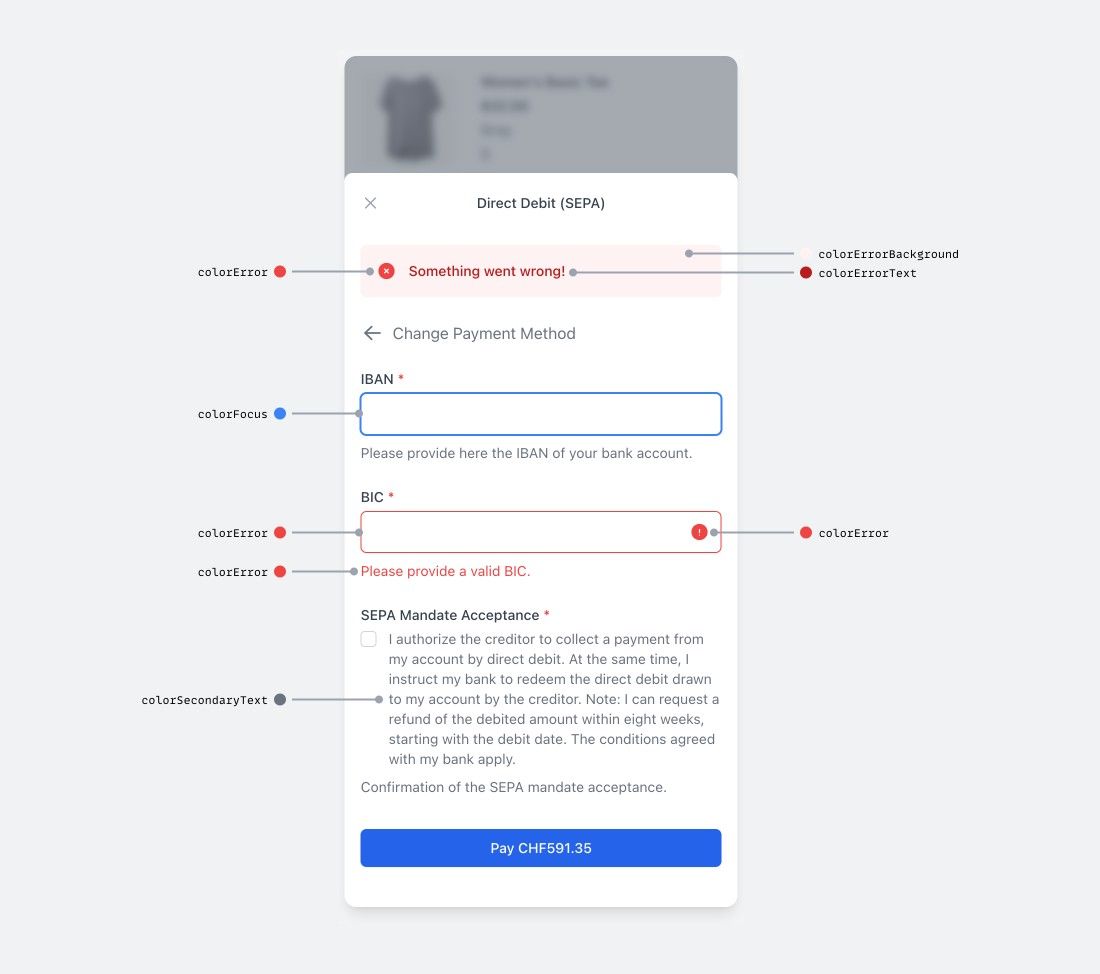 Direct Debit (SEPA)
colorErrorBackground
colorError
Something went wrong!
colorErrorText
Change Payment Method
IBAN *
colorFocus
Please provide here the IBAN of your bank account.
BIC *
colorError
colorError
colorError
Please provide a valid BIC.
SEPA Mandate Acceptance *
I authorize the creditor to collect a payment from
my account by direct debit. At the same time, I
instruct my bank to redeem the direct debit drawn
colorSecondaryText
to my account by the creditor. Note: I can request a
refund of the debited amount within eight weeks,
starting with the debit date. The conditions agreed
with my bank apply.
Confirmation of the SEPA mandate acceptance.
Pay CHF591.35